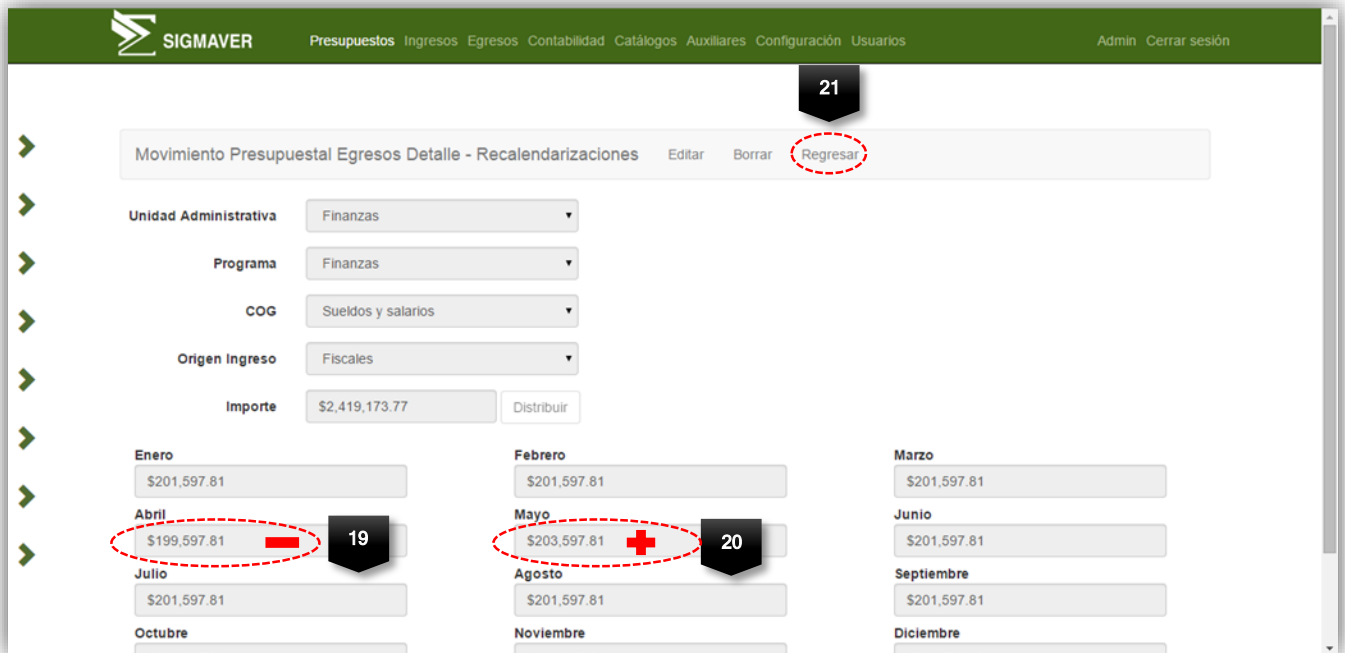 SIGMAVER Presupuestos Ingresos Egresos Contabilidad Catálogos Auxiliares Configuración Usuarios Admin Cerrar sesión
21
Movimiento Presupuestal Egresos Detalle - Recalendarizaciones Editar Borrar Regresar
Unidad Administrativa Finanzas
Programa Finanzas
COG Sueldos y salarios
Origen Ingreso Fiscales
Importe $2,419,173.77 Distribuir
Enero Febrero Marzo
$201,597.81 $201,597.81 $201,597.81
Abril Mayo Junio
$199,597.81 19 $203,597.81 20 $201,597.81
Julio Agosto Septiembre
$201,597.81 $201,597.81 $201,597.81
Octubre Noviembre Diciembre